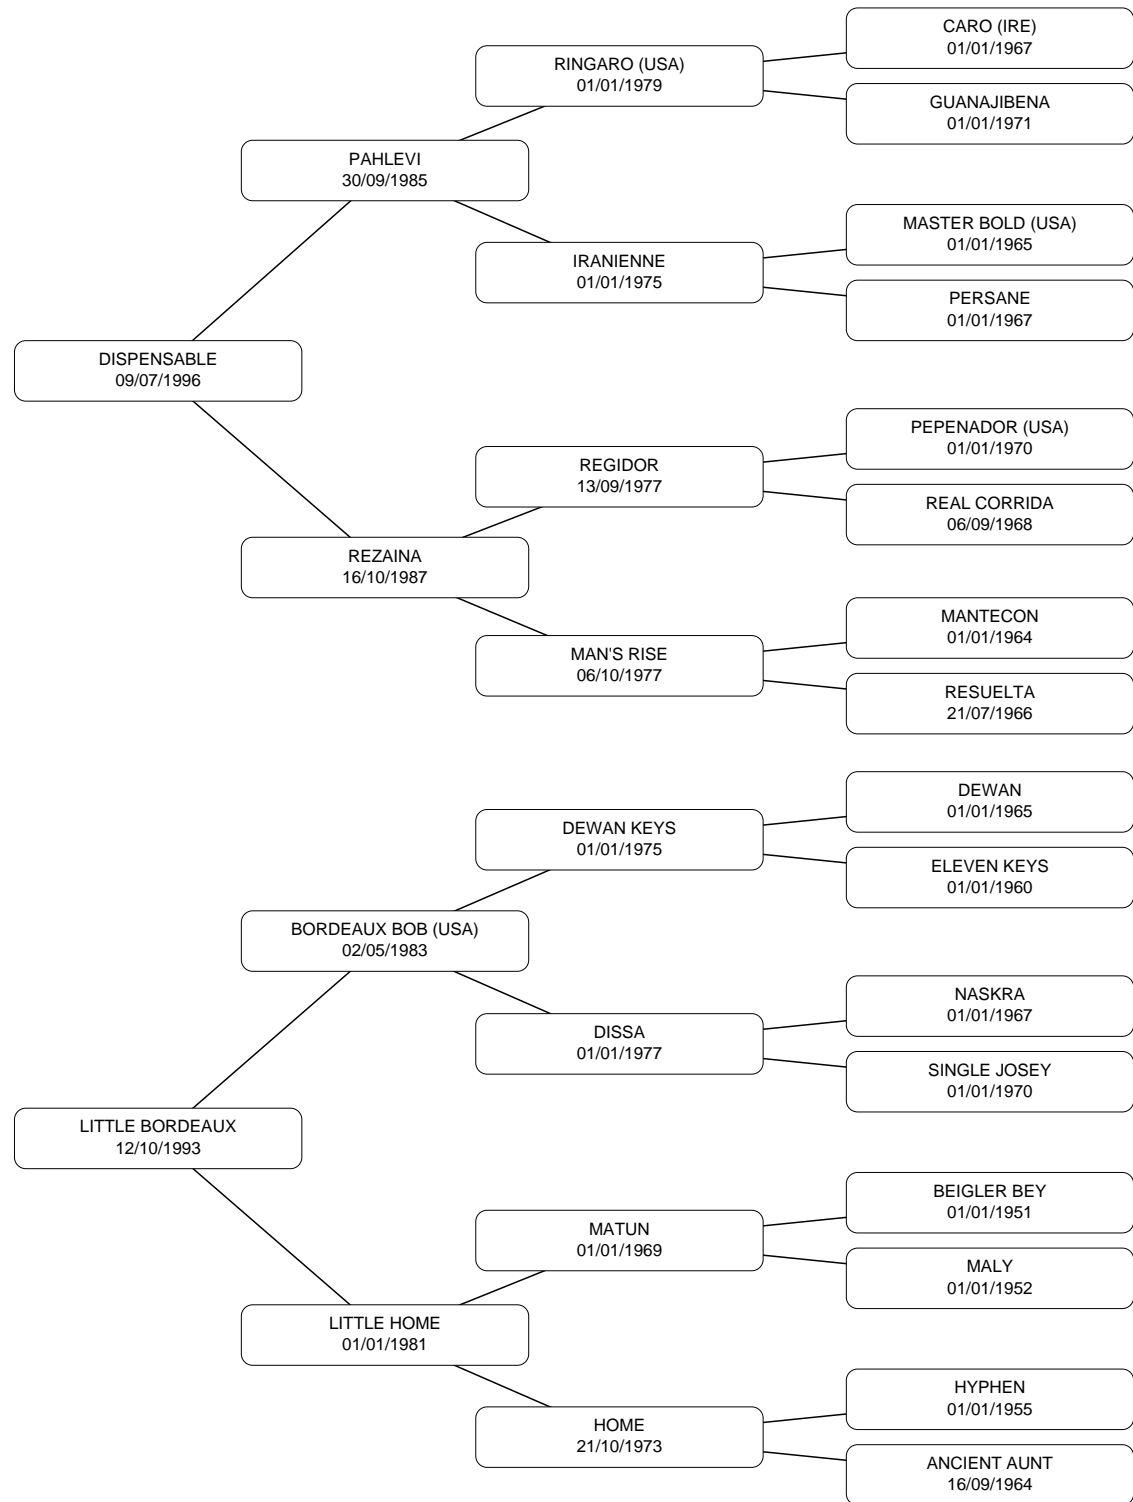 CARO (IRE)
01/01/1967
RINGARO (USA)
01/01/1979
GUANAJIBENA
01/01/1971
PAHLEVI
30/09/1985
MASTER BOLD (USA)
01/01/1965
IRANIENNE
01/01/1975
PERSANE
01/01/1967
DISPENSABLE
09/07/1996
PEPENADOR (USA)
01/01/1970
REGIDOR
13/09/1977
REAL CORRIDA
06/09/1968
REZAINA
16/10/1987
MANTECON
01/01/1964
MAN'S RISE
06/10/1977
RESUELTA
21/07/1966
DEWAN
01/01/1965
DEWAN KEYS
01/01/1975
ELEVEN KEYS
01/01/1960
BORDEAUX BOB (USA)
02/05/1983
NASKRA
01/01/1967
DISSA
01/01/1977
SINGLE JOSEY
01/01/1970
LITTLE BORDEAUX
12/10/1993
BEIGLER BEY
01/01/1951
MATUN
01/01/1969
MALY
01/01/1952
LITTLE HOME
01/01/1981
HYPHEN
01/01/1955
HOME
21/10/1973
ANCIENT AUNT
16/09/1964